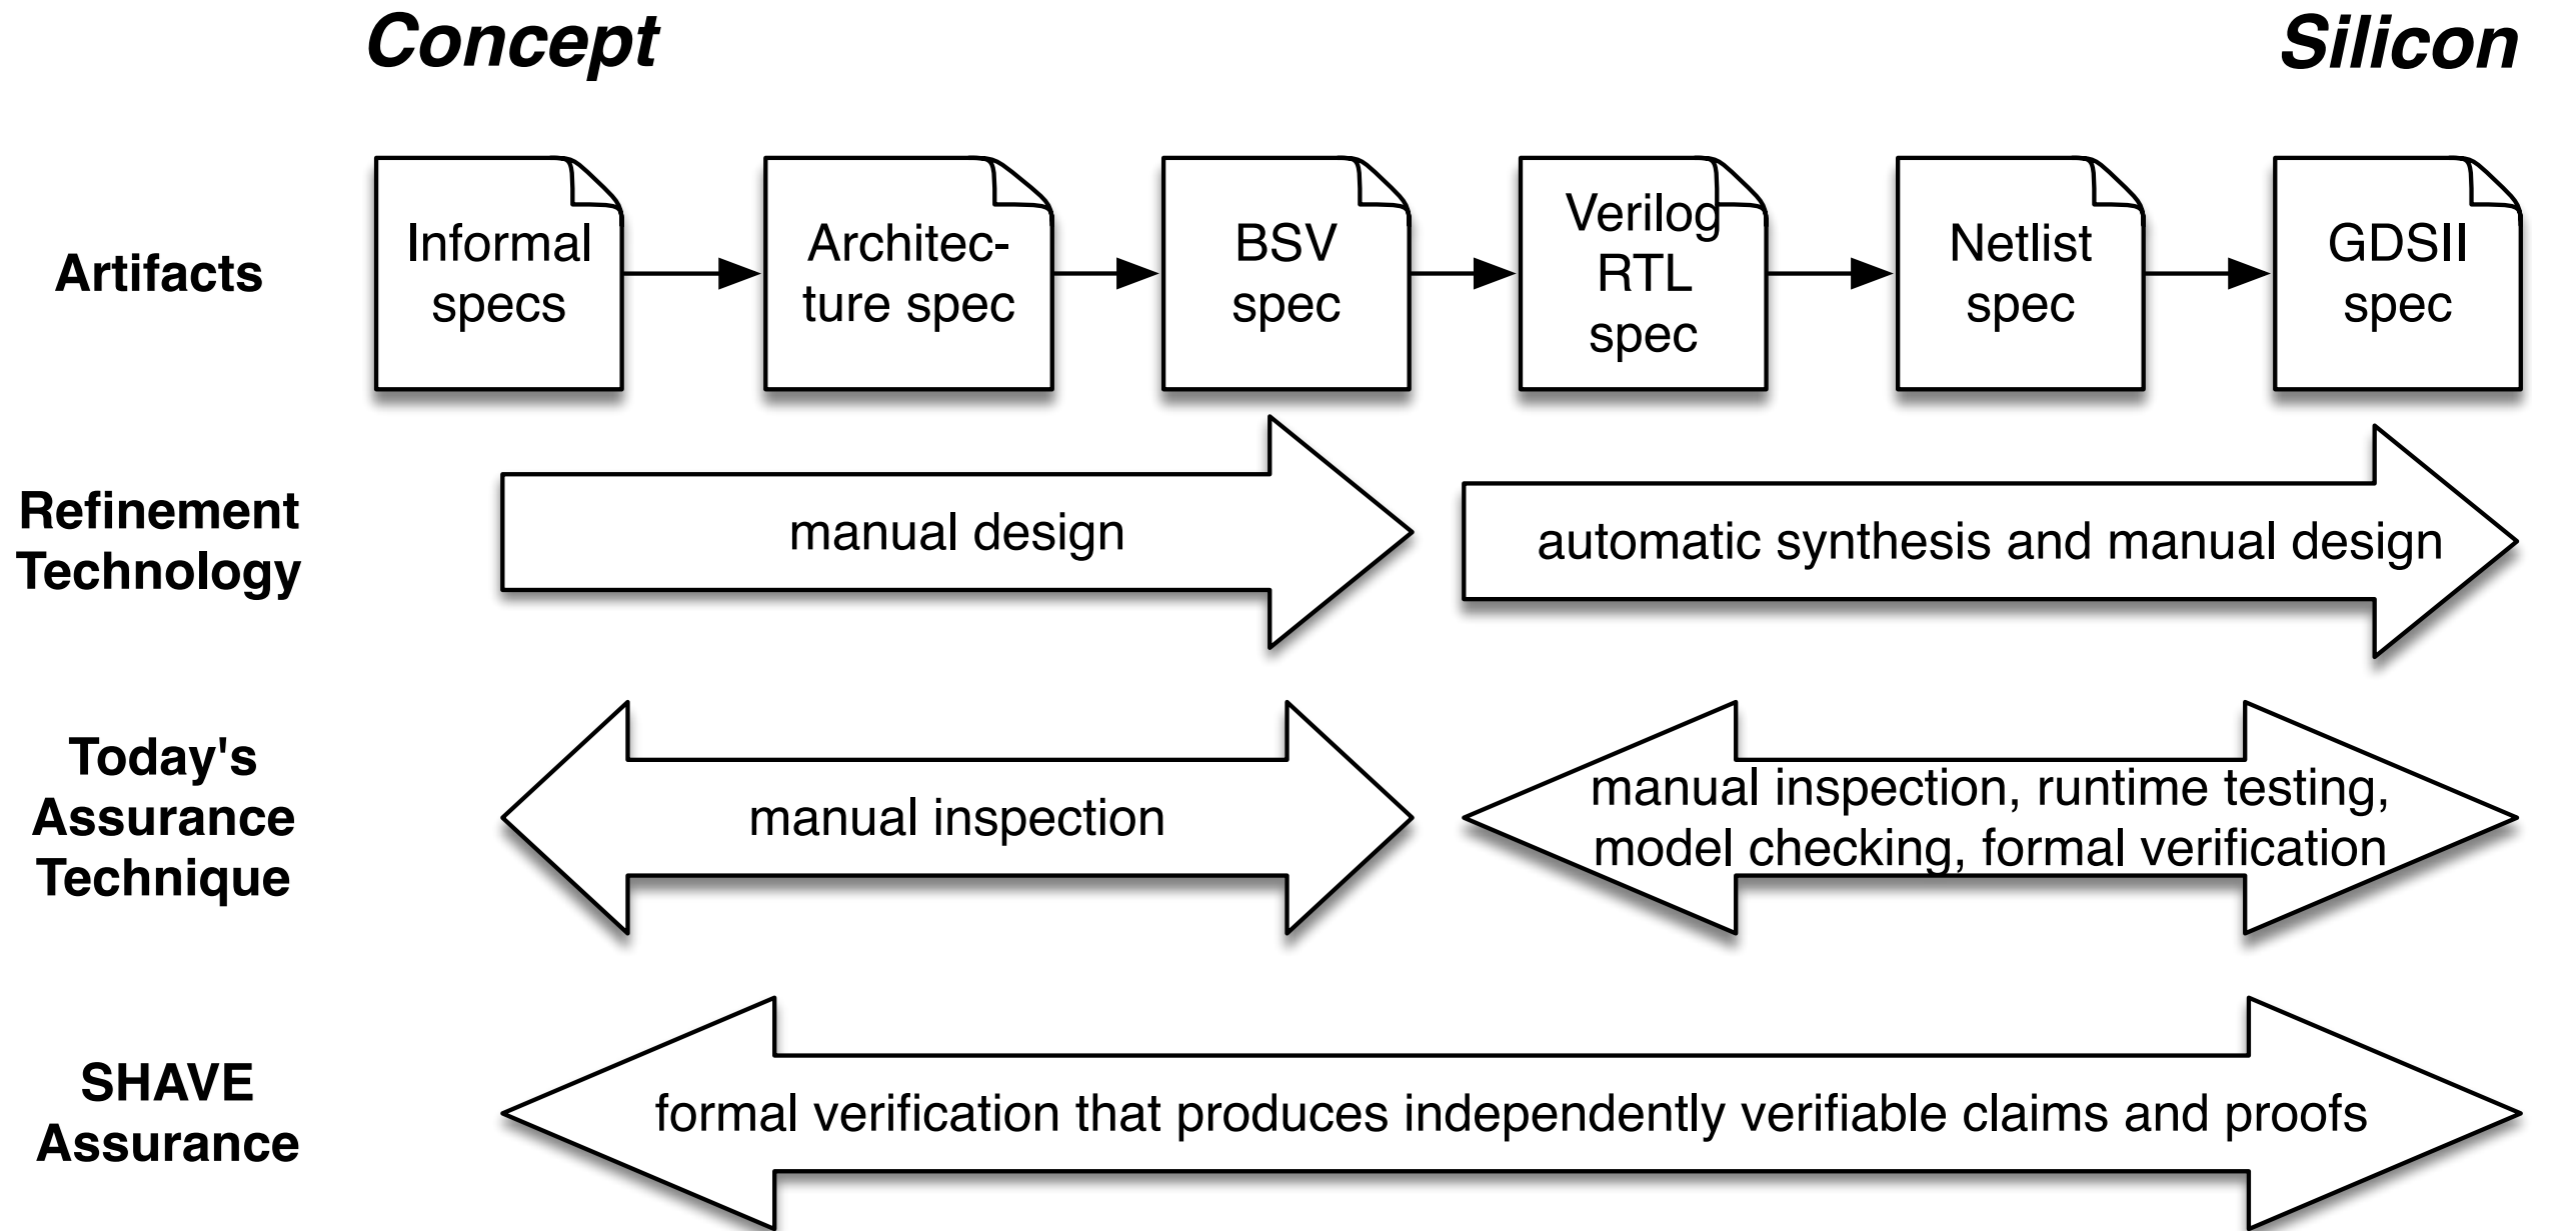 Concept
Silicon
Artifacts
Informal
specs
Architec-
ture spec
BSV
spec
Verilog
RTL
spec
Netlist
spec
GDSII
spec
Refinement
Technology
manual design
automatic synthesis and manual design
Today's
Assurance
Technique
manual inspection
manual inspection, runtime testing,
model checking, formal verification
SHAVE
Assurance
formal verification that produces independently verifiable claims and proofs